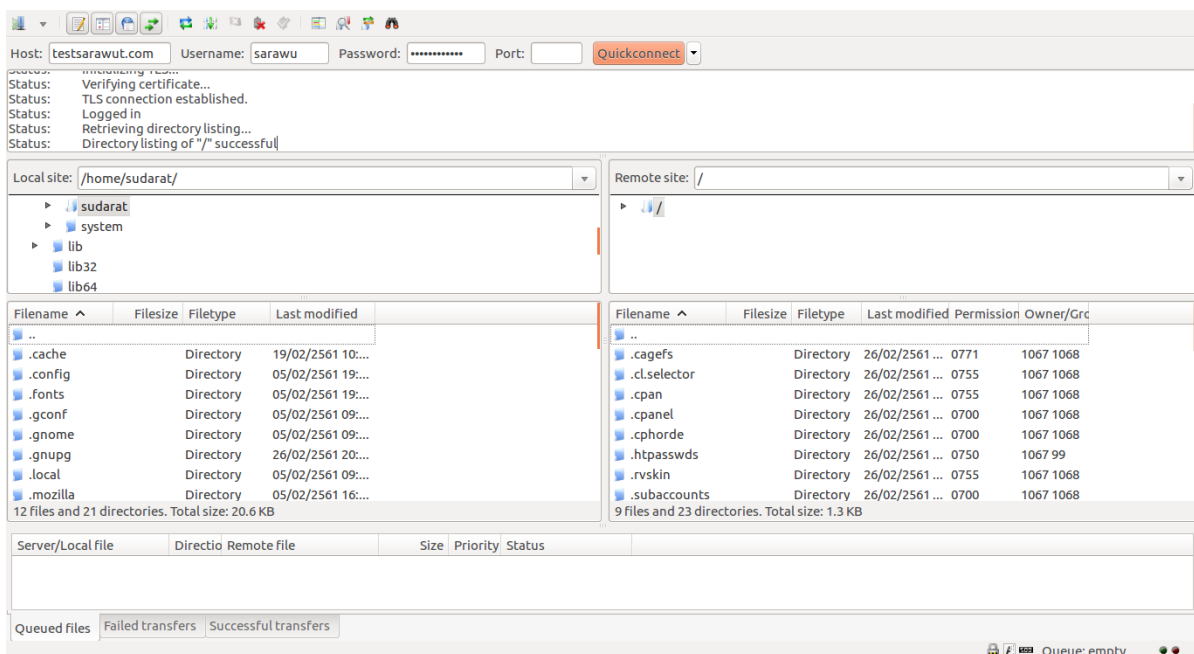 Host: testsarawut.com Username: sarawu Password: •••••••••••• Port: Quickconnect
Status: Initializing TLS...
Status: Verifying certificate...
Status: TLS connection established.
Status: Logged in
Status: Retrieving directory listing...
Status: Directory listing of "/" successful
Local site: /home/sudarat/
sudarat
system
lib
lib32
lib64
Remote site: /
/
Filename Filesize Filetype Last modified
..
.cache Directory 19/02/2561 10:...
.config Directory 05/02/2561 19:...
.fonts Directory 05/02/2561 19:...
.gconf Directory 05/02/2561 09:...
.gnome Directory 05/02/2561 09:...
.gnupg Directory 26/02/2561 20:...
.local Directory 05/02/2561 09:...
.mozilla Directory 05/02/2561 16:...
12 files and 21 directories. Total size: 20.6 KB
Filename Filesize Filetype Last modified Permission Owner/Grc
..
.cagefs Directory 26/02/2561 ... 0771 1067 1068
.cl.selector Directory 26/02/2561 ... 0755 1067 1068
.cpan Directory 26/02/2561 ... 0755 1067 1068
.cpanel Directory 26/02/2561 ... 0700 1067 1068
.cphorde Directory 26/02/2561 ... 0700 1067 1068
.htpasswds Directory 26/02/2561 ... 0750 1067 99
.rvskin Directory 26/02/2561 ... 0755 1067 1068
.subaccounts Directory 26/02/2561 ... 0700 1067 1068
9 files and 23 directories. Total size: 1.3 KB
Server/Local file Directio Remote file Size Priority Status
Queued files Failed transfers Successful transfers
Queue: empty